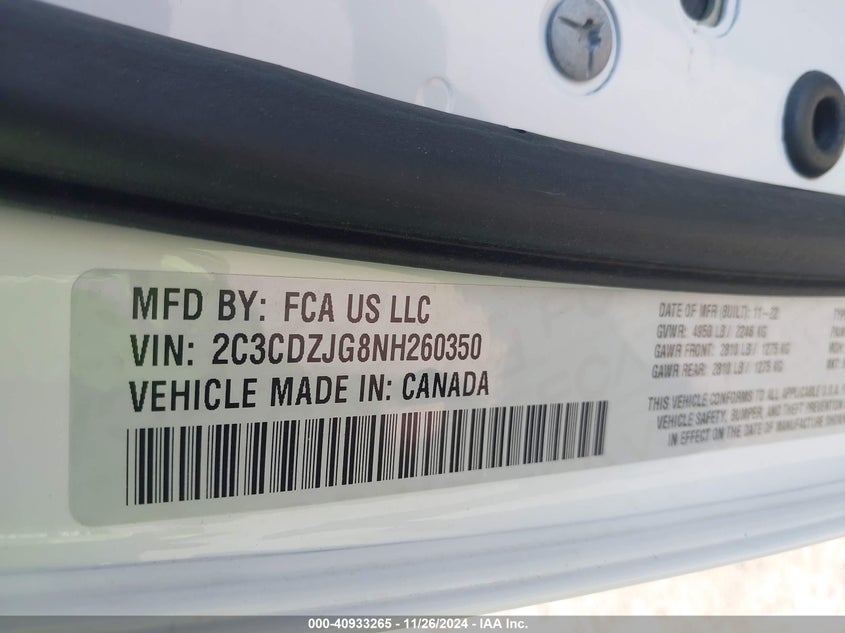 MFD BY: FCA US LLC
VIN: 2C3CDZJG8NH260350
VEHICLE MADE IN: CANADA
DATE OF MFR (BUILT): 11-22
GVWR: 4950 LB / 2246 KG
GAWR FRONT: 2810 LB / 1275 KG
GAWR REAR: 2810 LB / 1275 KG
THIS VEHICLE CONFORMS TO ALL APPLICABLE U.S.A.
VEHICLE SAFETY, BUMPER, AND THEFT PREVENTION
IN EFFECT ON THE DATE OF MANUFACTURE SHOWN
000-40933265 - 11/26/2024 - IAA Inc.